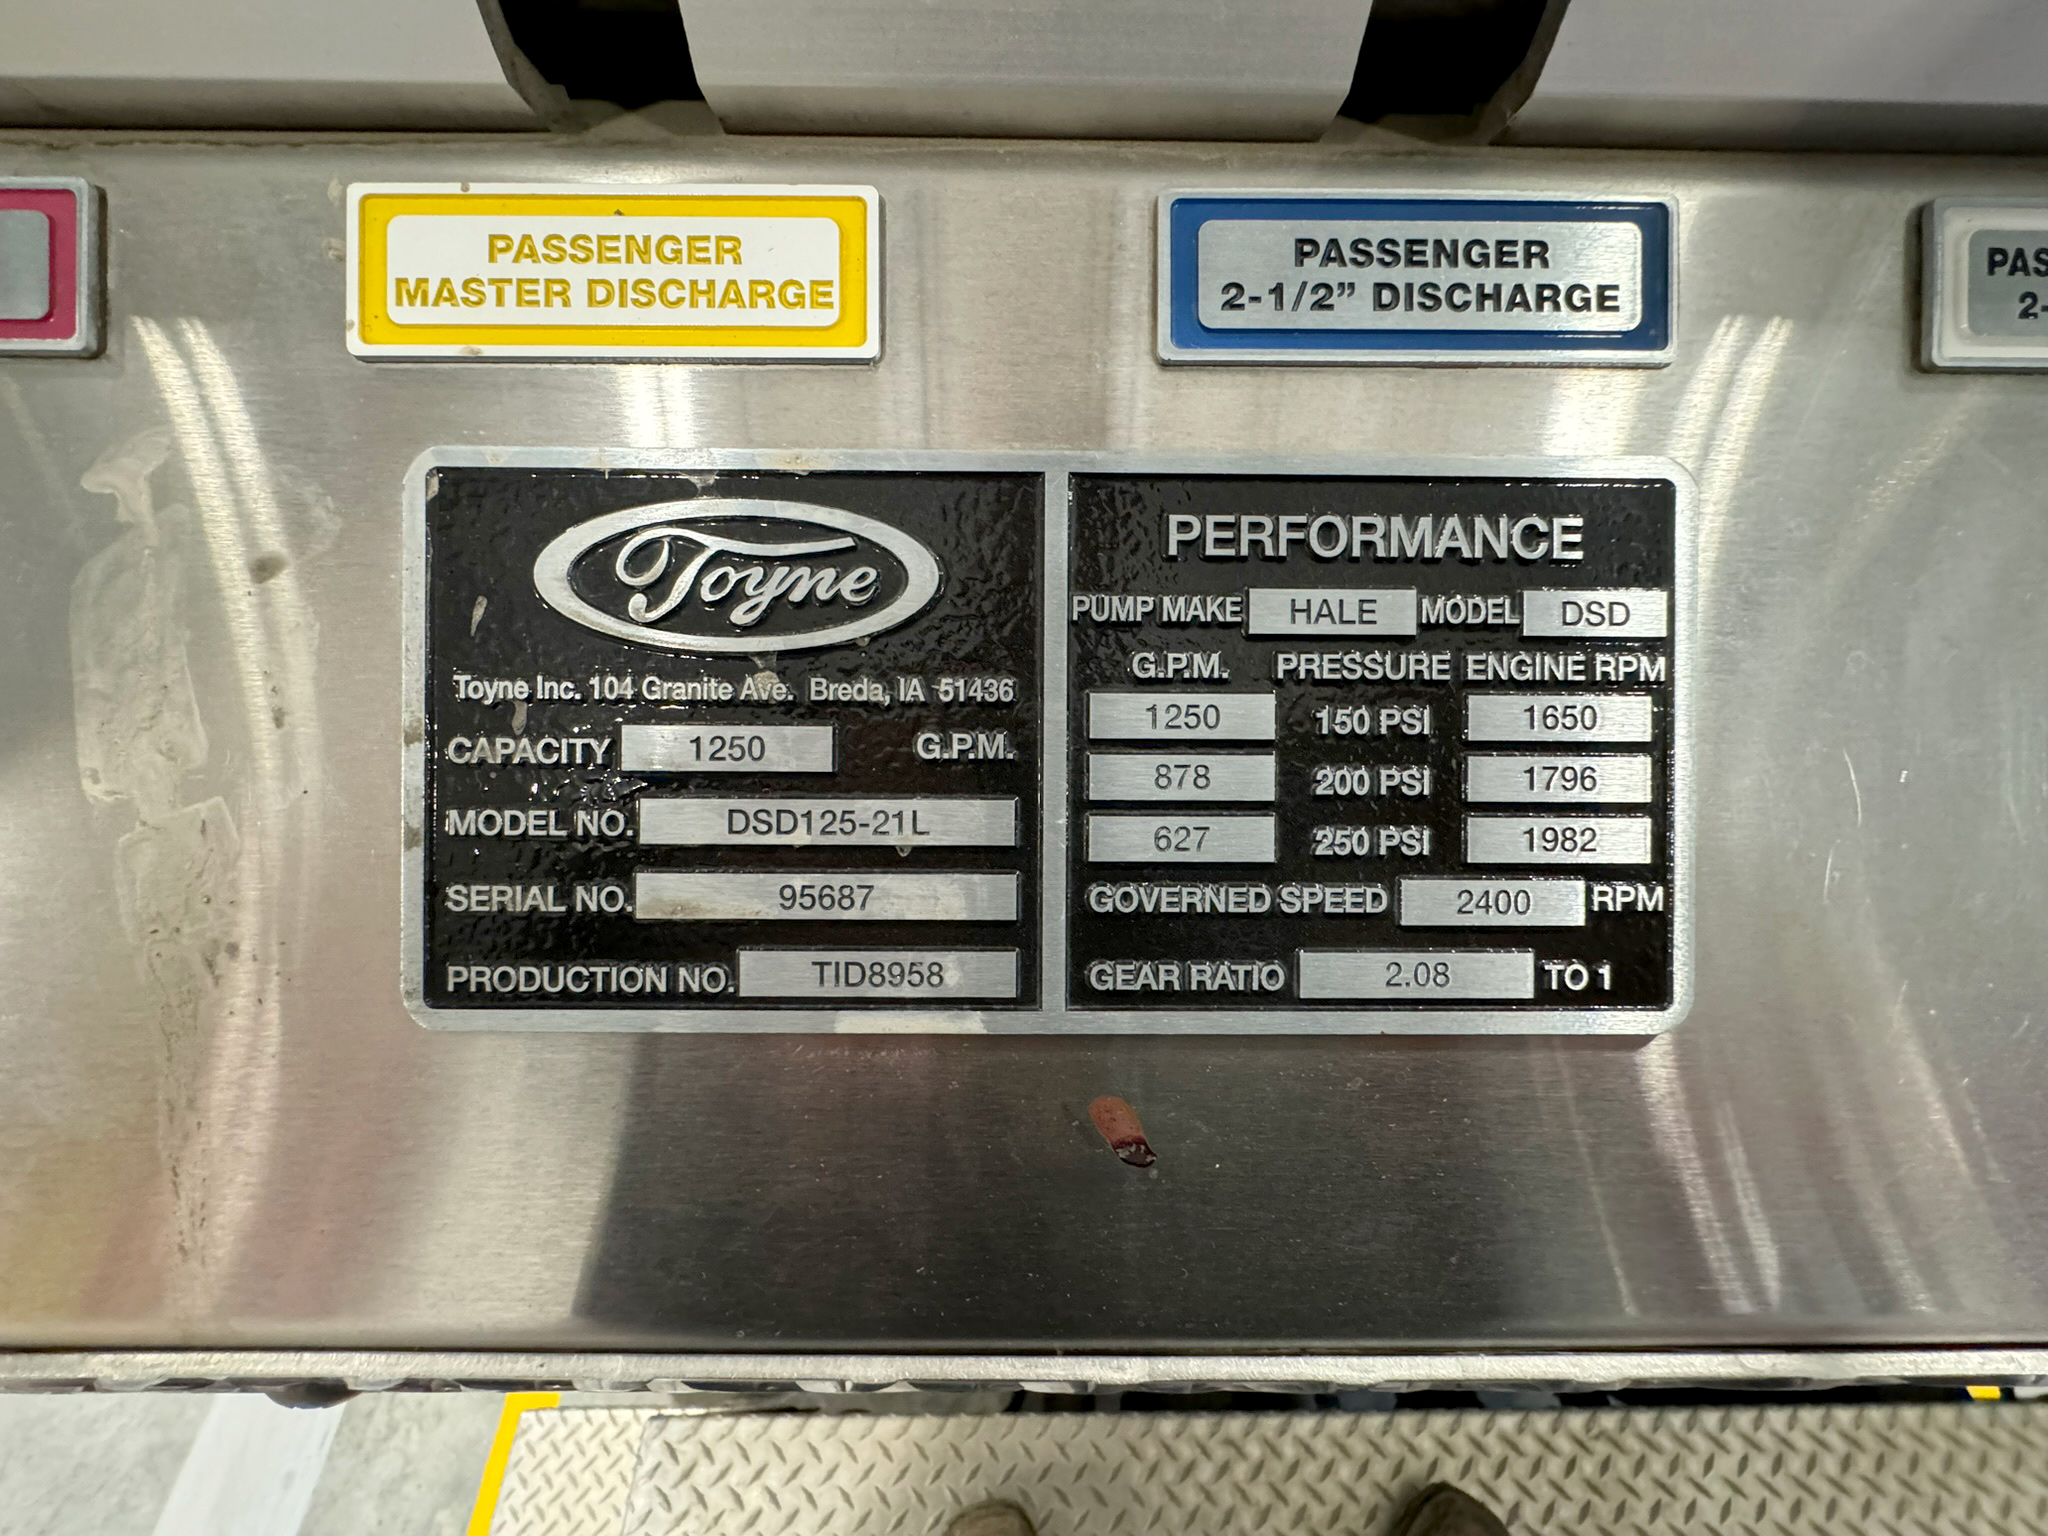 PASSENGER
MASTER DISCHARGE
PASSENGER
2-1/2” DISCHARGE
Toyne
Toyne Inc. 104 Granite Ave. Breda, IA 51436
CAPACITY 1250 G.P.M.
MODEL NO. DSD125-21L
SERIAL NO. 95687
PRODUCTION NO. TID8958
PERFORMANCE
PUMP MAKE HALE MODEL DSD
G.P.M. PRESSURE ENGINE RPM
1250 150 PSI 1650
878 200 PSI 1796
627 250 PSI 1982
GOVERNED SPEED 2400 RPM
GEAR RATIO 2.08 TO 1